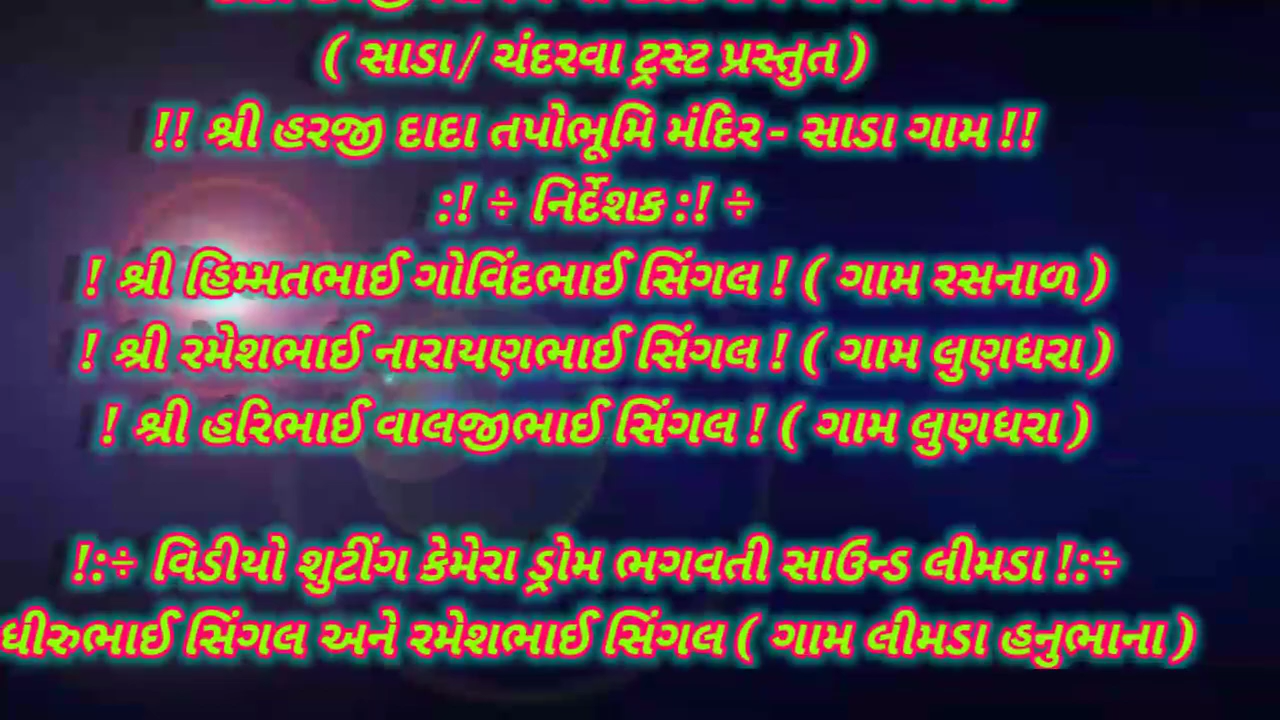 ( સાડા/ ચંદરવા ટ્રસ્ટ પ્રસ્તુત )
!! શ્રી હરજી દાદા તપોભૂમિ મંદિર- સાડા ગામ !!
:! ÷ નિર્દેશક :! ÷
! શ્રી હિમ્મતભાઈ ગોવિંદભાઈ સિંગલ ! ( ગામ રસનાળ )
! શ્રી રમેશભાઈ નારાયણભાઈ સિંગલ ! ( ગામ લુણધરા )
! શ્રી હરિભાઈ વાલજીભાઈ સિંગલ ! ( ગામ લુણધરા )
!:÷ વિડીયો શુટીંગ કેમેરા ડ્રોમ ભગવતી સાઉન્ડ લીમડા !:÷
ધીરુભાઈ સિંગલ અને રમેશભાઈ સિંગલ ( ગામ લીમડા હનુભાના )